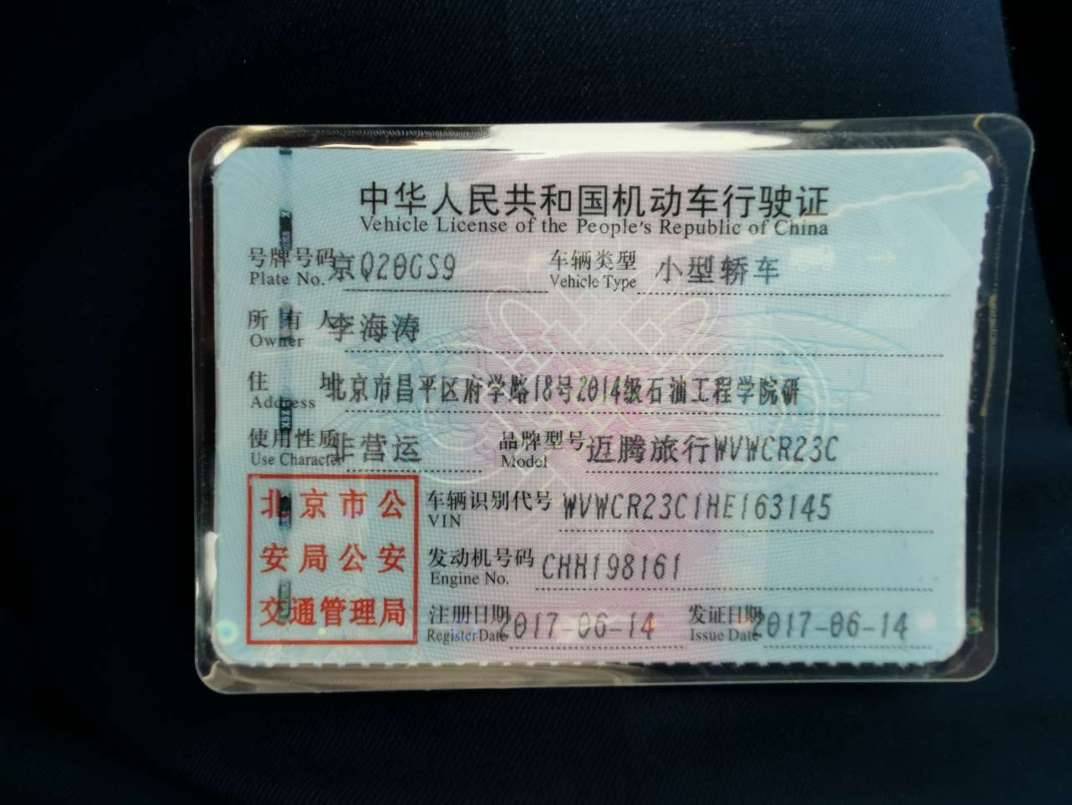 中华人民共和国机动车行驶证
Vehicle License of the People's Republic of China
号牌号码 京Q20GS9 车辆类型 小型轿车
Plate No. Vehicle Type
所有人 李海涛
Owner
住址 北京市昌平区府学路18号2014级石油工程学院研
Address
使用性质 非营运 品牌型号 迈腾旅行WVWCR23C
Use Character Model
北京市公安局公安交通管理局
车辆识别代号 WVWCR23C1HE163145
VIN
发动机号码 CHH198161
Engine No.
注册日期 2017-06-14 发证日期 2017-06-14
Register Date Issue Date